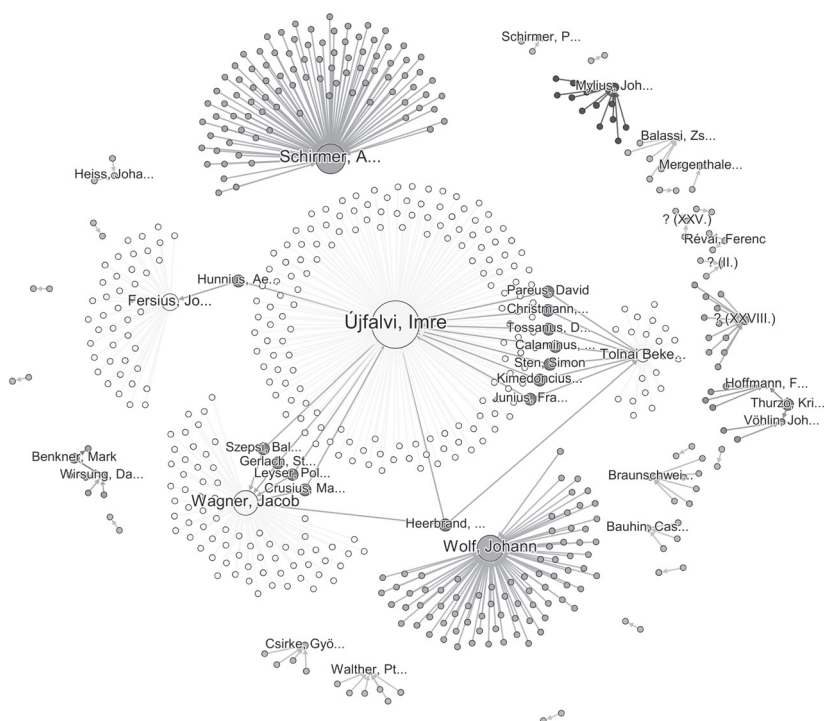 Schirmer, P...
Mylius, Joh...
Balassi, Zs...
Schirmer, A...
Mergenthale...
Heiss, Joha...
? (XXV.)
Révai, Ferenc
? (II.)
Hunnius, Ae...
Pareus, David
Fersius, Jo...
Christmann,...
? (XXVIII.)
Újfalvi, Imre
Tossanus, D...
Calaminus, ...
Tolnai Beke...
Sten, Simon
Kimedoncius...
Hoffmann, F...
Junius, Fra...
Thurzó, Kri...
Vöhlin, Joh...
Szepsi, Bal...
Benkner, Mark
Gerlach, St...
Wirsung, Da...
Leyser, Pol...
Braunschwei...
Crusius, Ma...
Wagner, Jacob
Heerbrand, ...
Bauhin, Cas...
Wolf, Johann
Csirke, Gyö...
Walther, Pt...